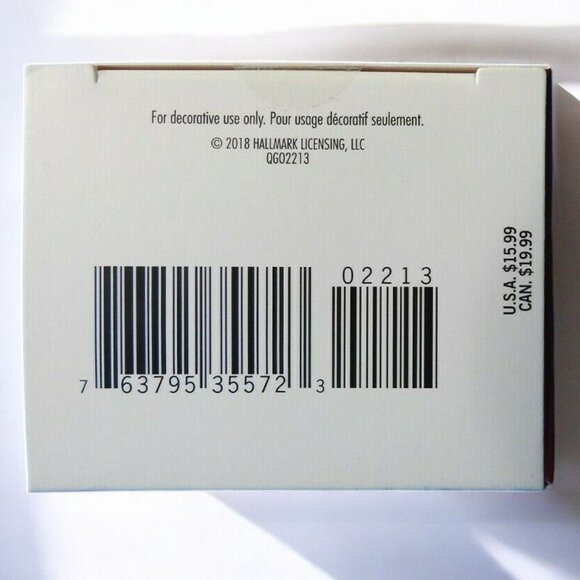 For decorative use only. Pour usage décoratif seulement.
© 2018 HALLMARK LICENSING, LLC
QGO2213
U.S.A. $15.99
CAN. $19.99
02213
7 63795 35572 3